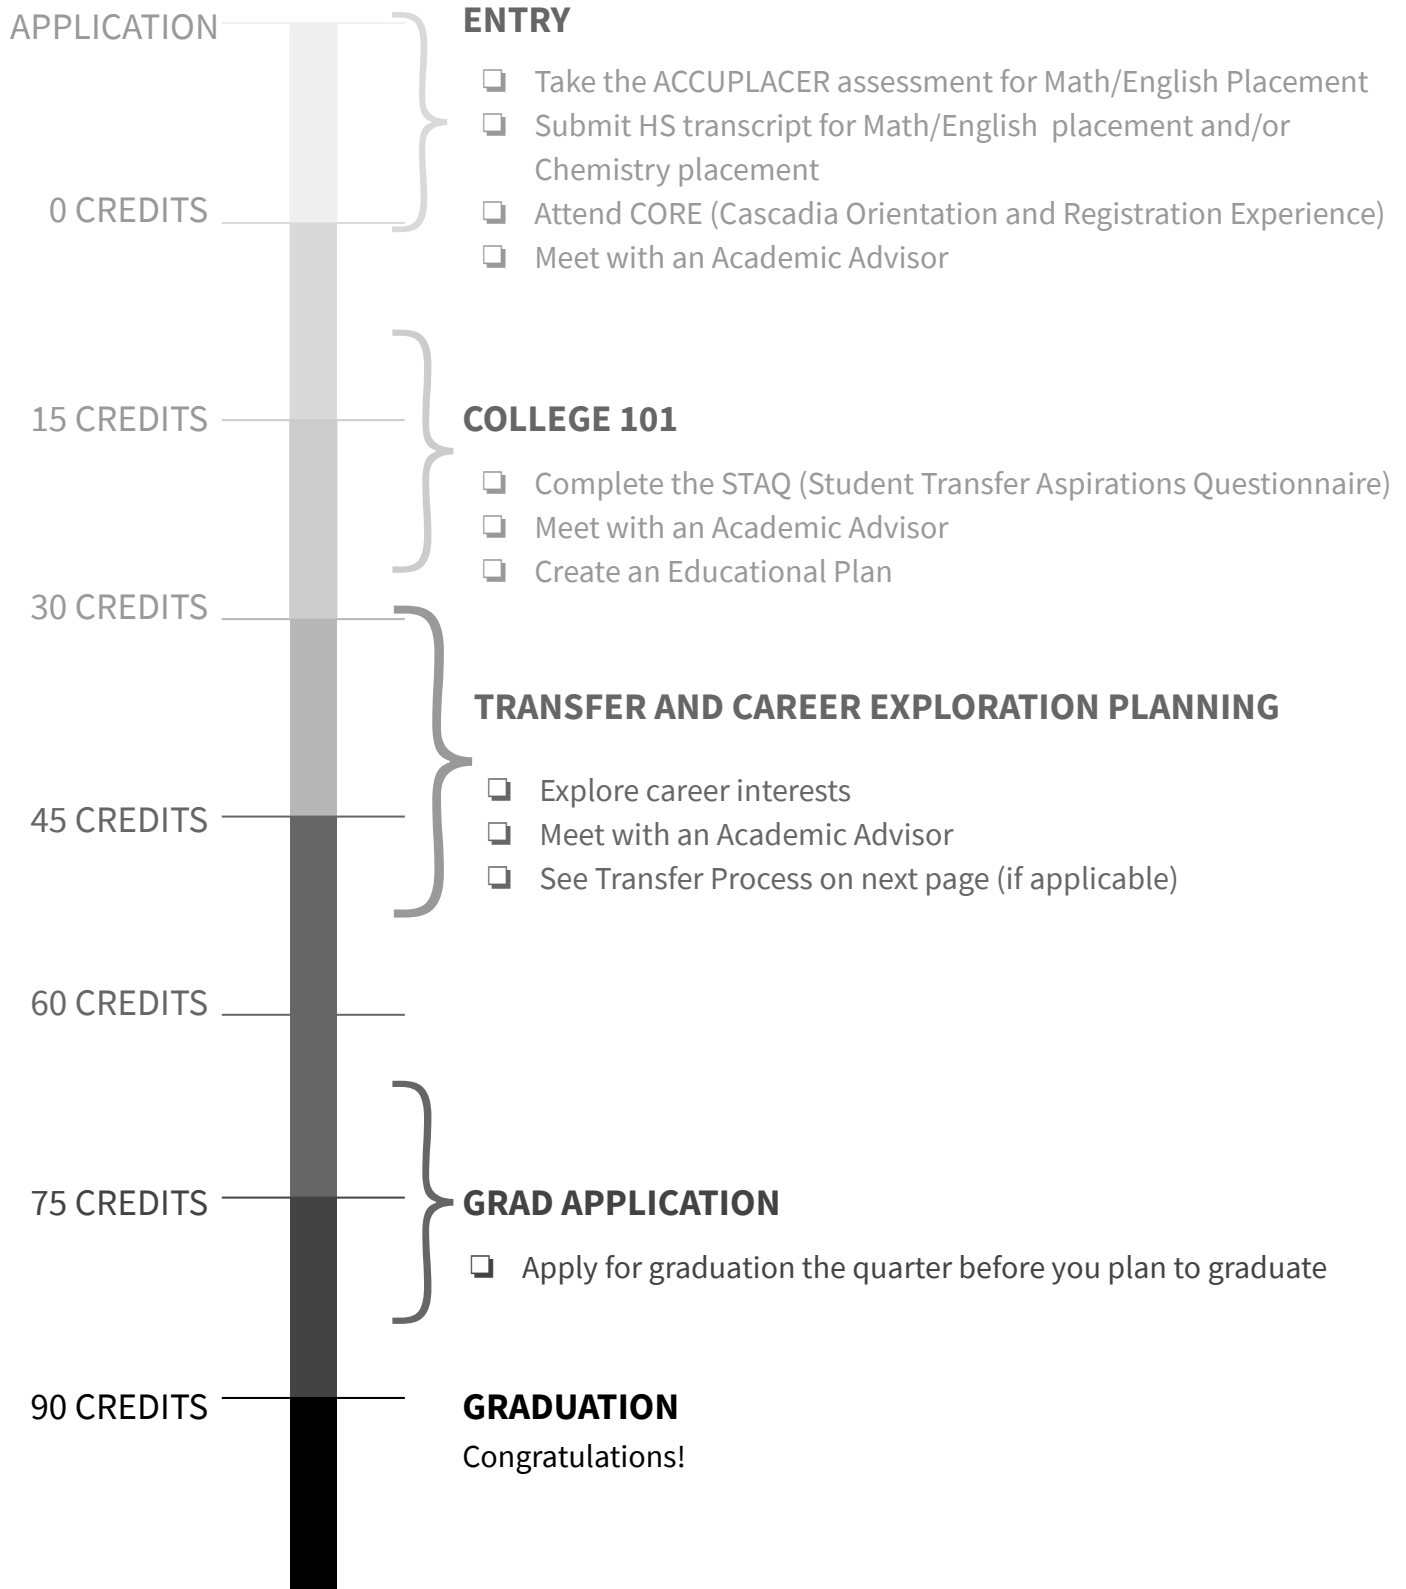 APPLICATION
ENTRY
❏ Take the ACCUPLACER assessment for Math/English Placement
❏ Submit HS transcript for Math/English  placement and/or
Chemistry placement
0 CREDITS
❏ Attend CORE (Cascadia Orientation and Registration Experience)
❏ Meet with an Academic Advisor
15 CREDITS
COLLEGE 101
❏ Complete the STAQ (Student Transfer Aspirations Questionnaire)
❏ Meet with an Academic Advisor
❏ Create an Educational Plan
30 CREDITS
TRANSFER AND CAREER EXPLORATION PLANNING
❏ Explore career interests
45 CREDITS
❏ Meet with an Academic Advisor
❏ See Transfer Process on next page (if applicable)
60 CREDITS
75 CREDITS
GRAD APPLICATION
❏ Apply for graduation the quarter before you plan to graduate
90 CREDITS
GRADUATION
Congratulations!